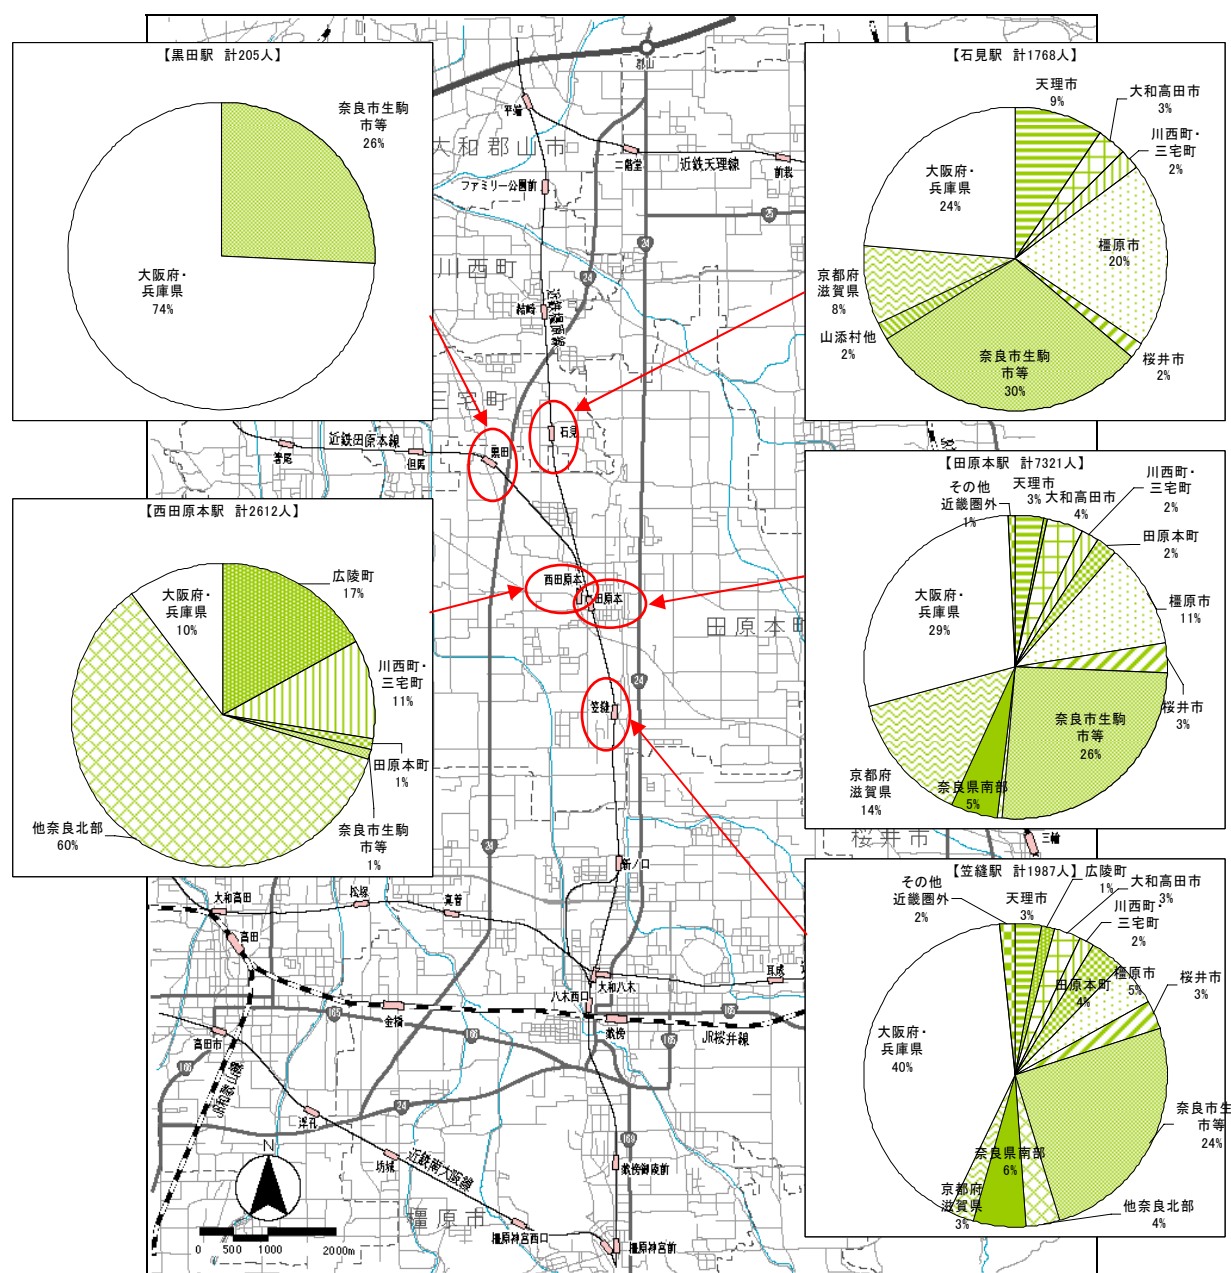 【黒田駅 計205人】
奈良市生駒
市等
26%
大阪府・
兵庫県
74%
【石見駅 計1768人】
天理市
9%
大和高田市
3%
川西町・
三宅町
2%
橿原市
20%
桜井市
2%
奈良市生駒
市等
30%
山添村他
2%
京都府
滋賀県
8%
大阪府・
兵庫県
24%
【西田原本駅 計2612人】
大阪府・
兵庫県
10%
広陵町
17%
川西町・
三宅町
11%
田原本町
1%
奈良市生駒
市等
1%
他奈良北部
60%
【田原本駅 計7321人】
その他
近畿圏外
1%
天理市
3%
大和高田市
4%
川西町・
三宅町
2%
田原本町
2%
橿原市
11%
桜井市
3%
奈良市生駒
市等
26%
奈良県南部
5%
京都府
滋賀県
14%
大阪府・
兵庫県
29%
【笠縫駅 計1987人】
その他
近畿圏外
2%
天理市
3%
広陵町
1%
大和高田市
3%
川西町・
三宅町
2%
田原本町
4%
橿原市
5%
桜井市
3%
奈良市生
市等
24%
他奈良北部
4%
奈良県南部
6%
京都府
滋賀県
3%
大阪府・
兵庫県
40%
郡山
平端
大和郡山市
二階堂
近鉄天理線
前栽
ファミリー公園前
25
24
川西町
24
結崎
近鉄橿原線
三宅町
石見
黒田
近鉄田原本線
箸尾
但馬
西田原本
田原本
田原本町
24
笠縫
24
桜井市
三輪
新ノ口
大和高田
松塚
真菅
高田
大和八木
耳成
八木西口
金橋
畝傍
JR桜井線
165
166
165
高田市
168
JR和歌山線
24
浮孔
169
坊城
近鉄南大阪線
畝傍御陵前
橿原市
橿原神宮西口
橿原神宮前
N
0 500 1000 2000m